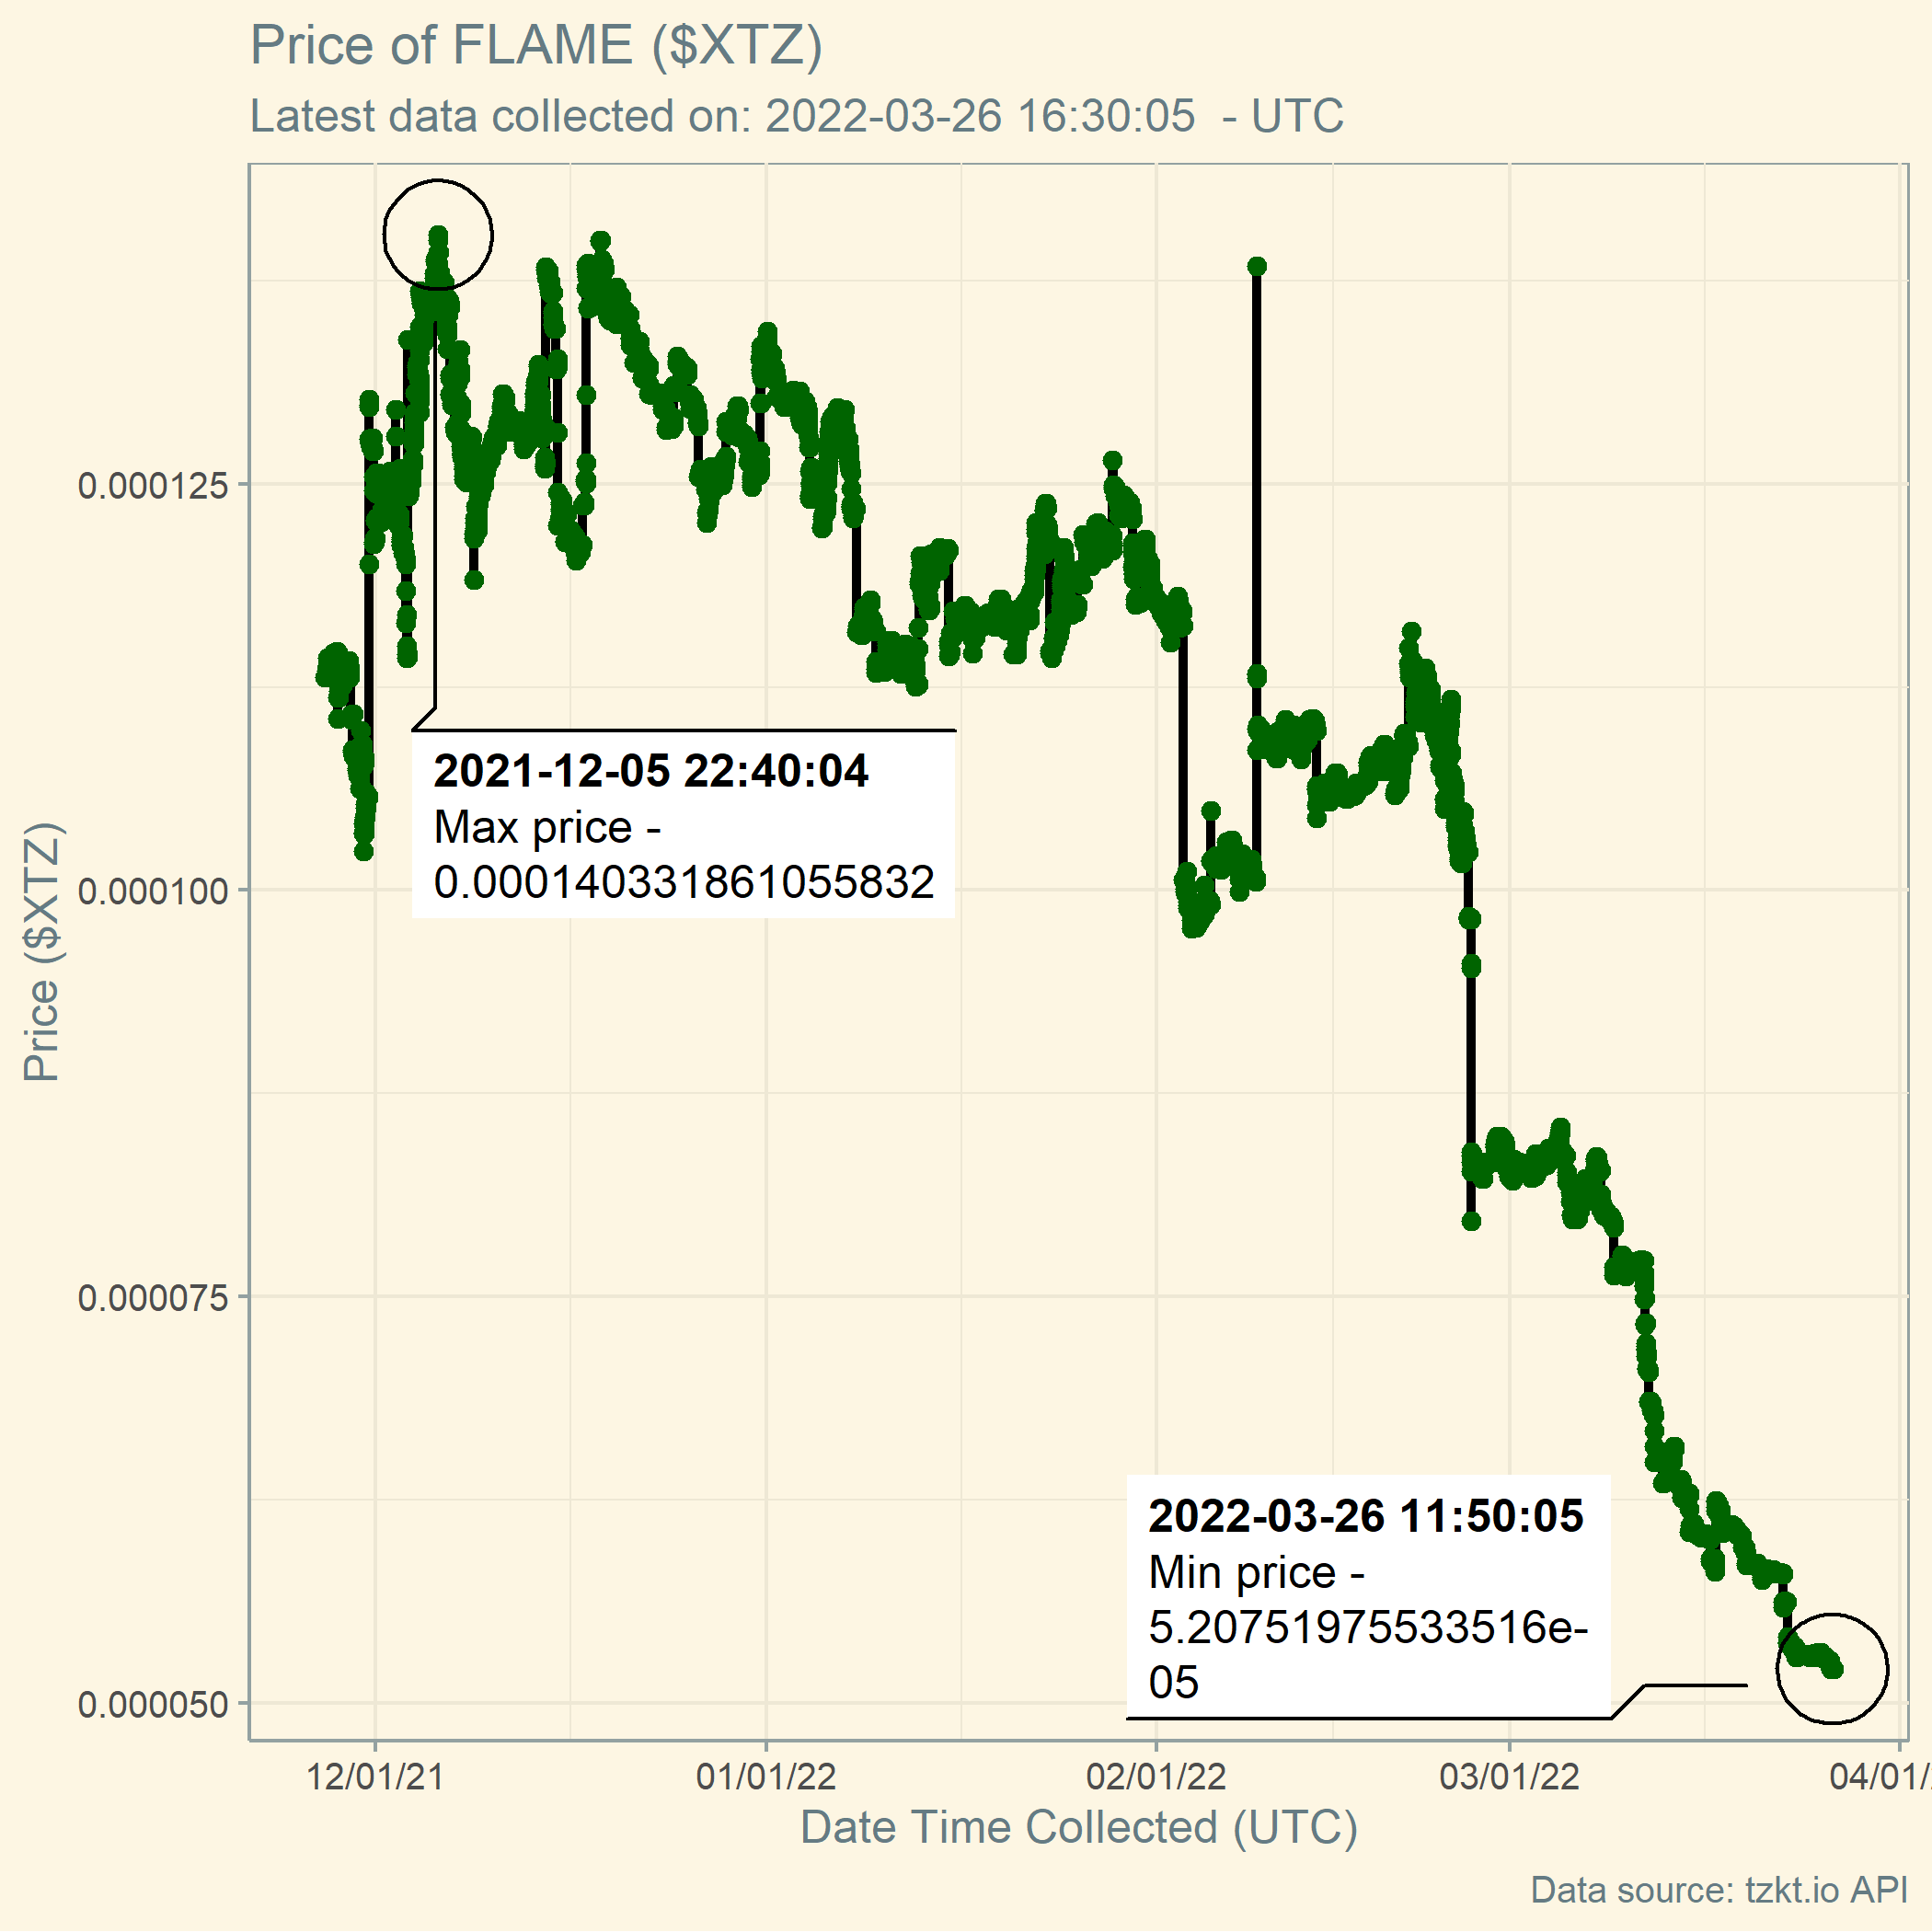 Price of FLAME ($XTZ)
Latest data collected on: 2022-03-26 16:30:05  - UTC
Price ($XTZ)
0.000125
0.000100
0.000075
0.000050
2021-12-05 22:40:04
Max price -
0.000140331861055832
2022-03-26 11:50:05
Min price -
5.20751975533516e-
05
12/01/21 01/01/22 02/01/22 03/01/22 04/01/
Date Time Collected (UTC)
Data source: tzkt.io API